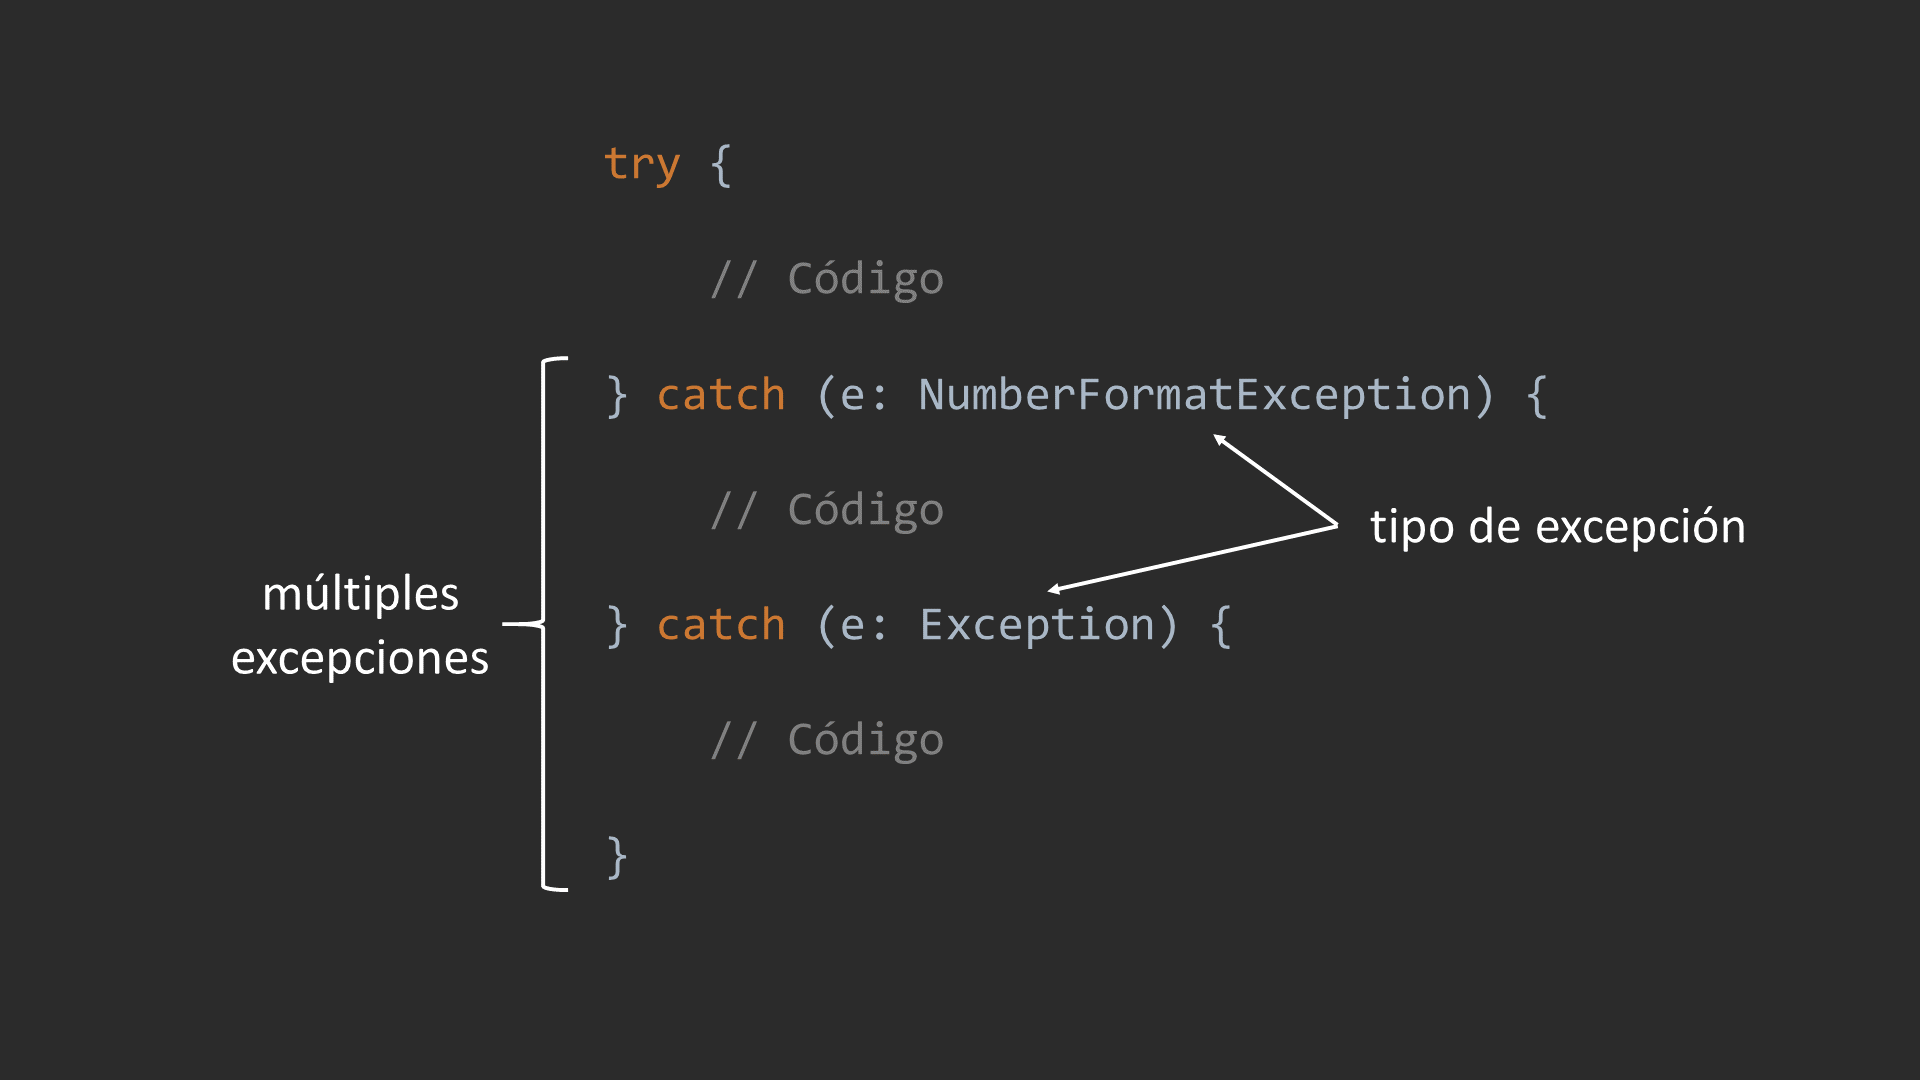 try {
// Código
} catch (e: NumberFormatException) {
// Código
tipo de excepción
múltiples
excepciones
} catch (e: Exception) {
// Código
}